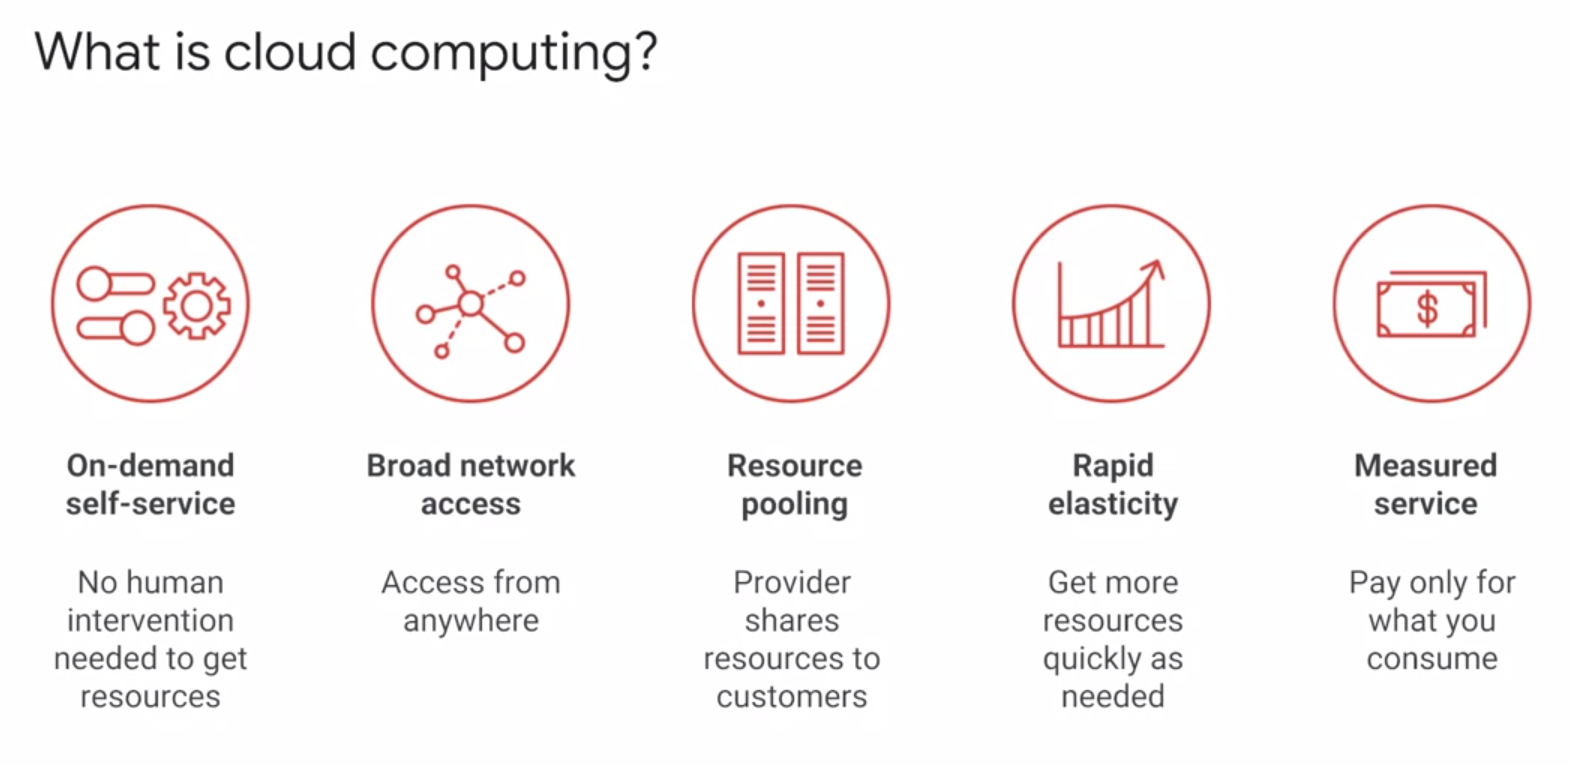 What is cloud computing?
$
On-demand
self-service
No human
intervention
needed to get
resources
Broad network
access
Access from
anywhere
Resource
pooling
Provider
shares
resources to
customers
Rapid
elasticity
Get more
resources
quickly as
needed
Measured
service
Pay only for
what you
consume